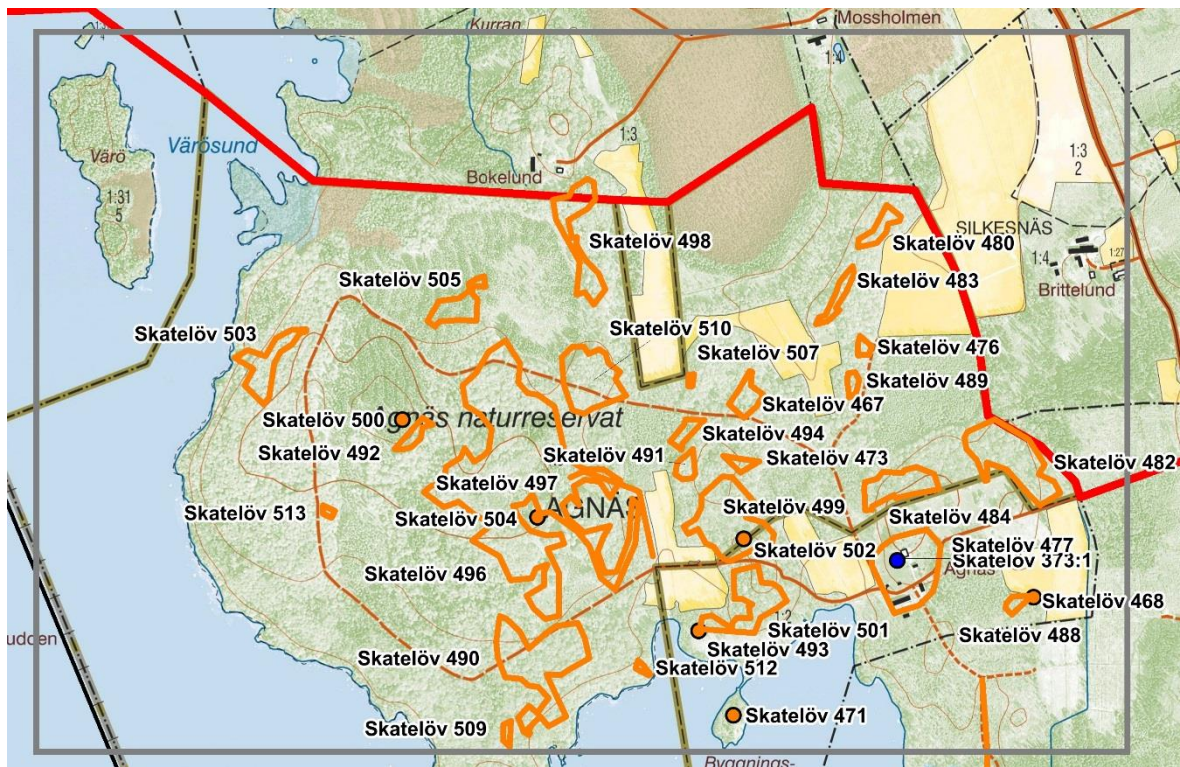 Kurran
Mossholmen
1:4
Värösund
Värö
1:3
1:3
2
Bokelund
1:31
5
Skatelöv 498
Skatelöv 480
SILKESNÄS
1:4
1:27
Brittelund
Skatelöv 505
Skatelöv 483
Skatelöv 503
Skatelöv 510
Skatelöv 507
Skatelöv 476
Skatelöv 489
Skatelöv 467
Skatelöv 500
Agnäs naturreservat
Skatelöv 494
Skatelöv 492
Skatelöv 491
Skatelöv 473
Skatelöv 482
Skatelöv 497
Skatelöv 499
AGNÄS
Skatelöv 513
Skatelöv 504
Skatelöv 484
Skatelöv 502
Skatelöv 477
Skatelöv 373:1
Agnäs
Skatelöv 496
Skatelöv 468
1:2
Skatelöv 501
Skatelöv 488
udden
Skatelöv 493
Skatelöv 490
Skatelöv 512
Skatelöv 471
Skatelöv 509
Byggnings-